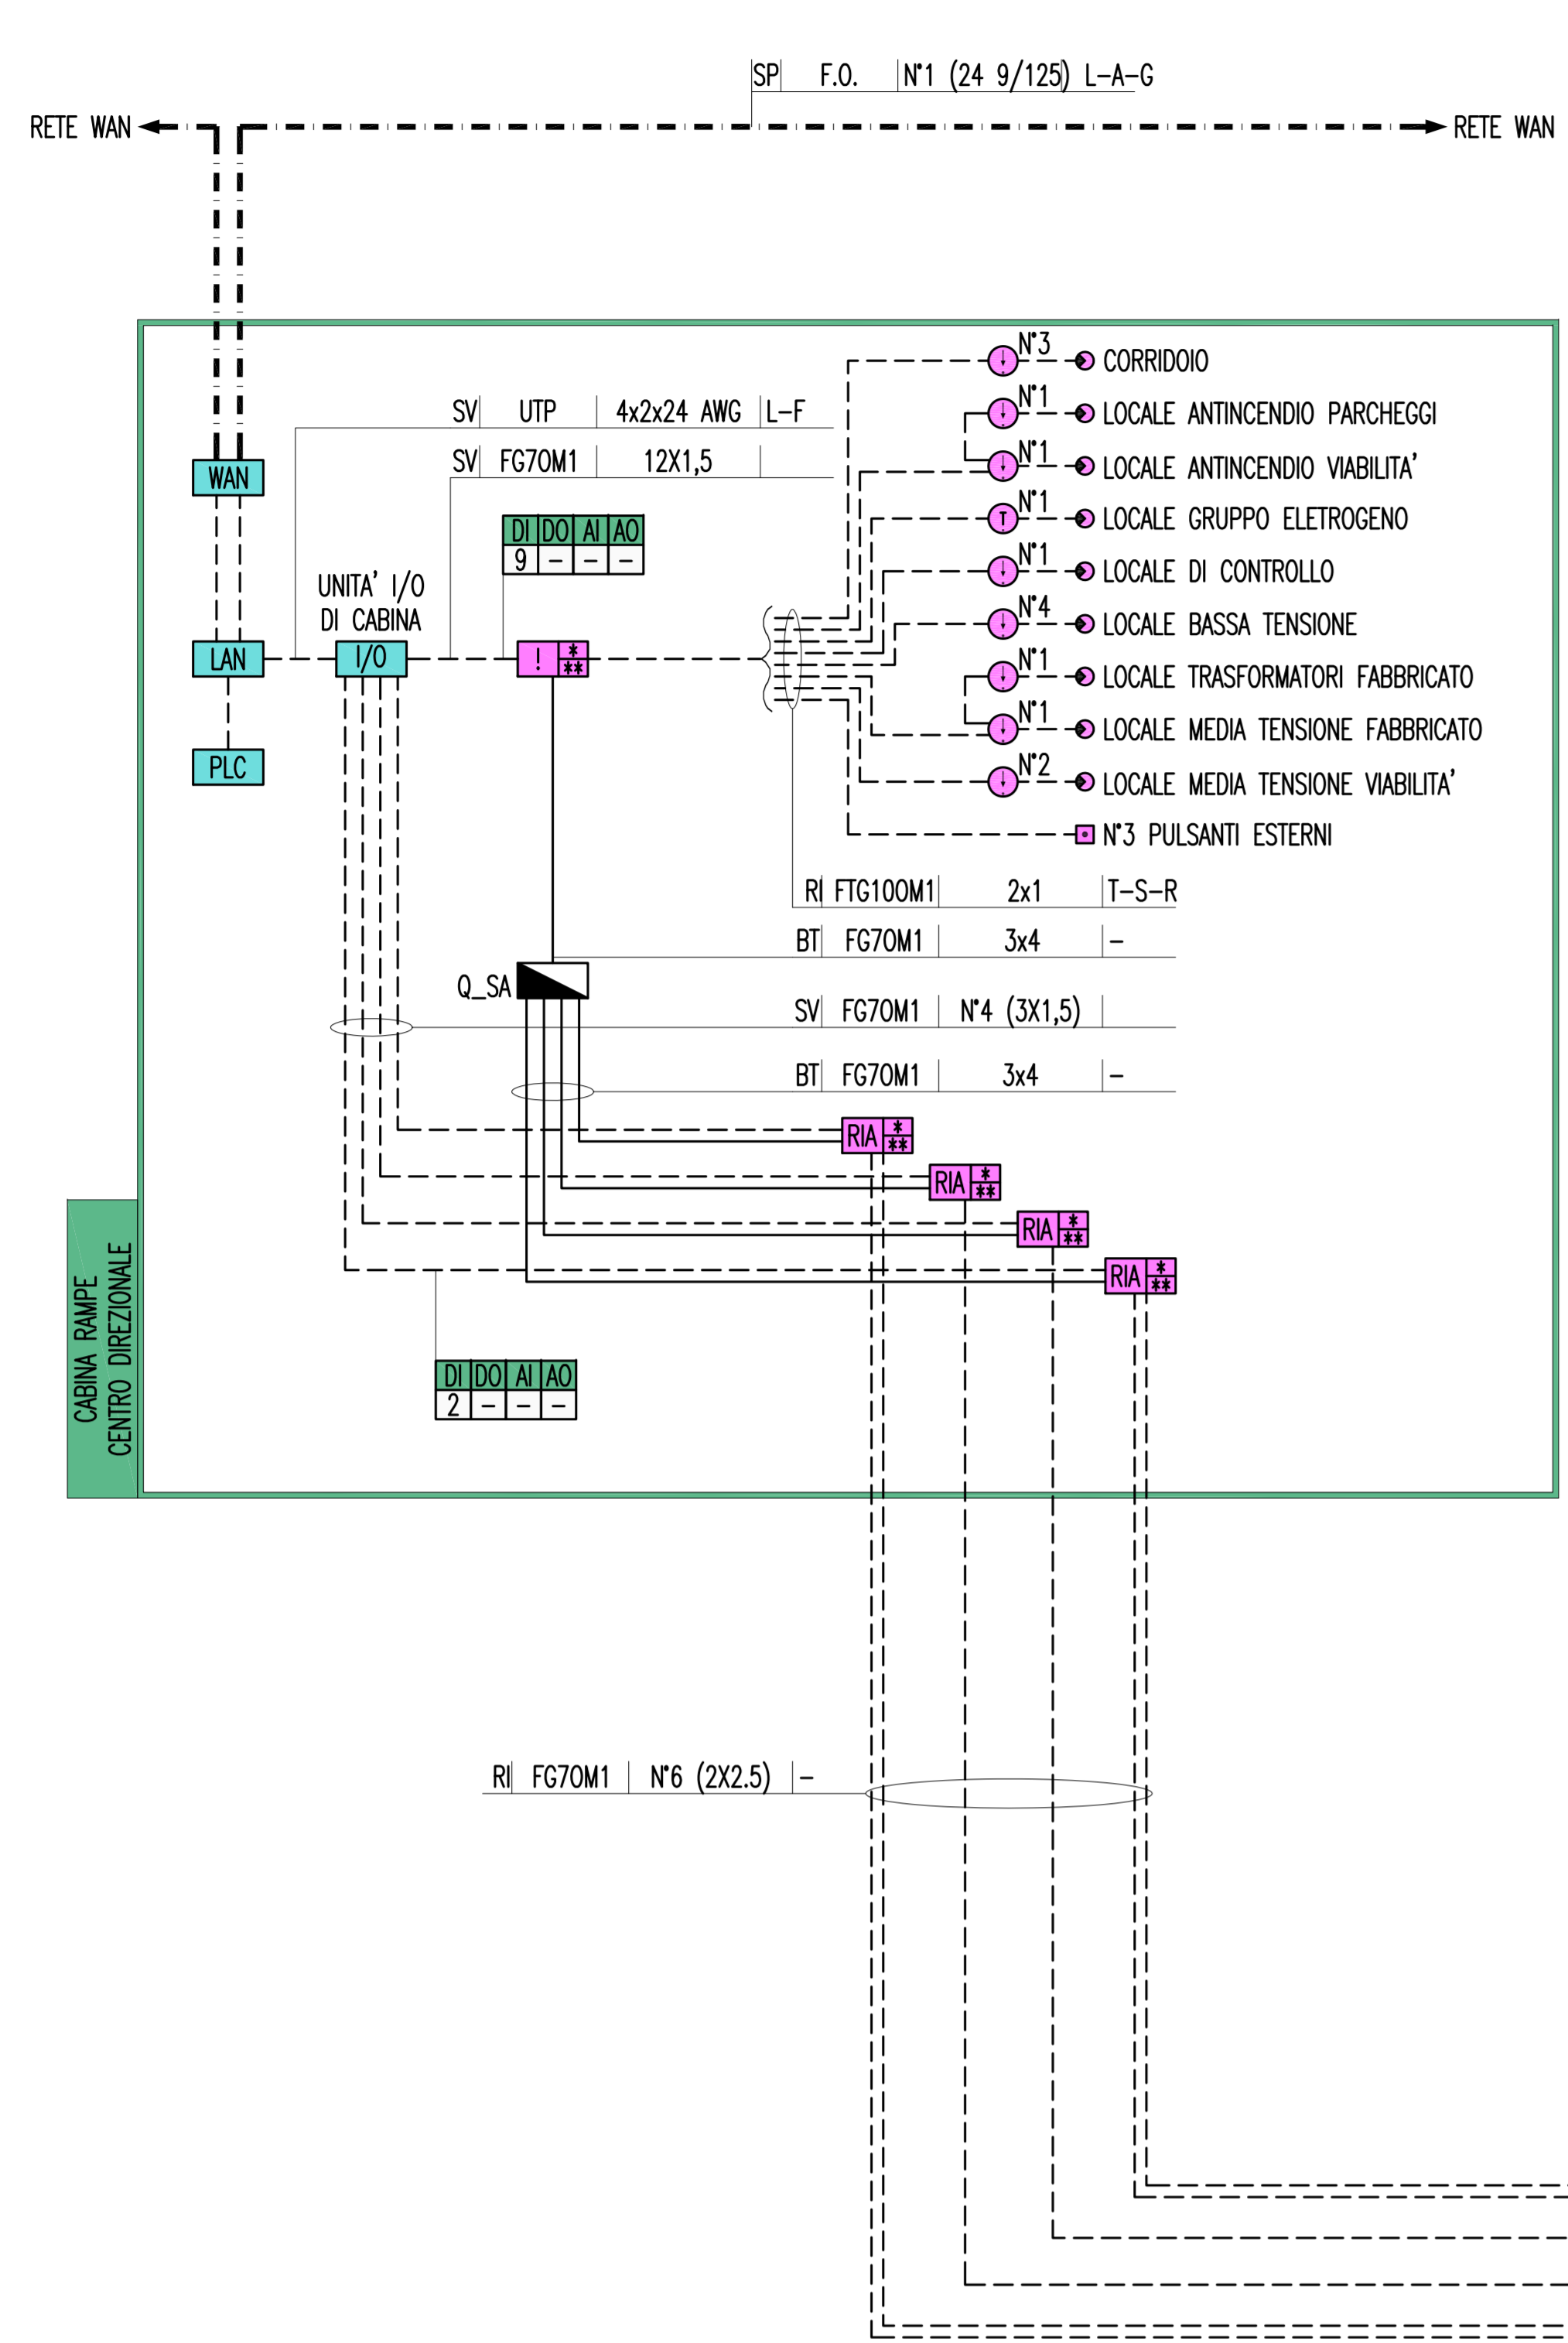 SP F.O. N°1 (24 9/125) L-A-G
RETE WAN
RETE WAN
N°3
CORRIDOIO
N°1
LOCALE ANTINCENDIO PARCHEGGI
SV UTP 4x2x24 AWG L-F
N°1
LOCALE ANTINCENDIO VIABILITA'
SV FG7OM1 12X1,5
WAN
N°1
T
LOCALE GRUPPO ELETROGENO
DI DO AI AO
9 - - -
N°1
LOCALE DI CONTROLLO
UNITA' I/O
DI CABINA
N°4
LOCALE BASSA TENSIONE
LAN
I/O
! *
**
N°1
LOCALE TRASFORMATORI FABBRICATO
N°1
LOCALE MEDIA TENSIONE FABBRICATO
PLC
N°2
LOCALE MEDIA TENSIONE VIABILITA'
N°3 PULSANTI ESTERNI
RI FTG10OM1 2x1 T-S-R
BT FG7OM1 3x4 -
Q_SA
SV FG7OM1 N°4 (3X1,5)
BT FG7OM1 3x4 -
RIA *
**
RIA *
**
RIA *
**
RIA *
**
CABINA RAMPE
CENTRO DIREZIONALE
DI DO AI AO
2 - - -
RI FG7OM1 N°6 (2X2.5) -